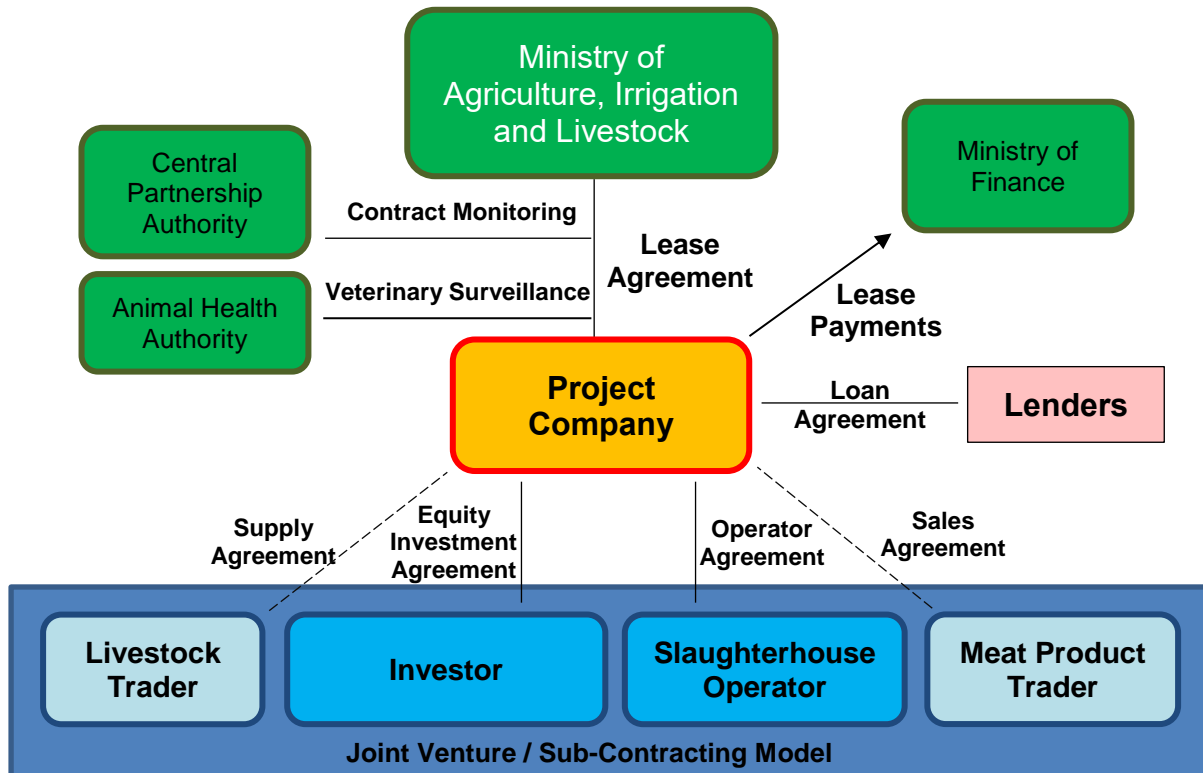 Ministry of
Agriculture, Irrigation
and Livestock
Ministry of
Finance
Central
Partnership
Authority
Contract Monitoring
Lease
Agreement
Veterinary Surveillance
Animal Health
Authority
Lease
Payments
Project
Company
Loan
Agreement
Lenders
Supply
Agreement
Equity
Investment
Agreement
Operator
Agreement
Sales
Agreement
Livestock
Trader
Investor
Slaughterhouse
Operator
Meat Product
Trader
Joint Venture / Sub-Contracting Model